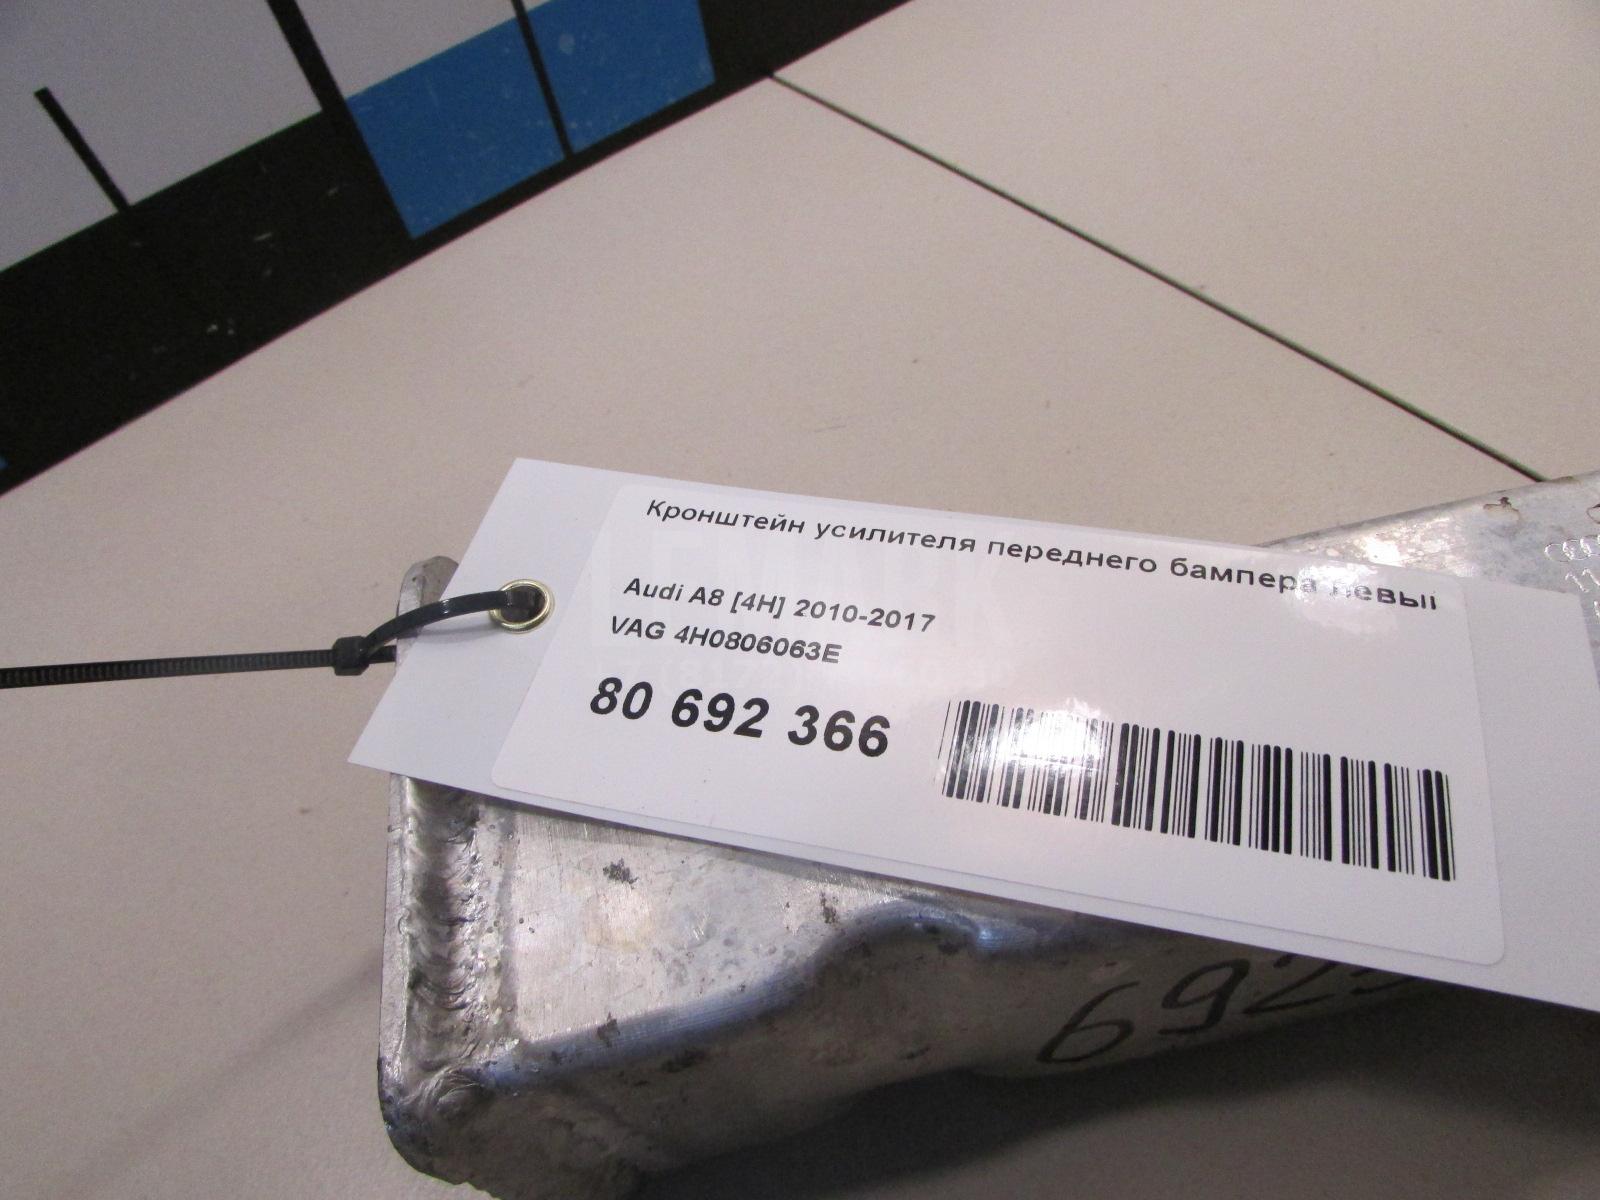 Кронштейн усилителя переднего бампера левый
Audi A8 [4H] 2010-2017
VAG 4H0806063E
80 692 366